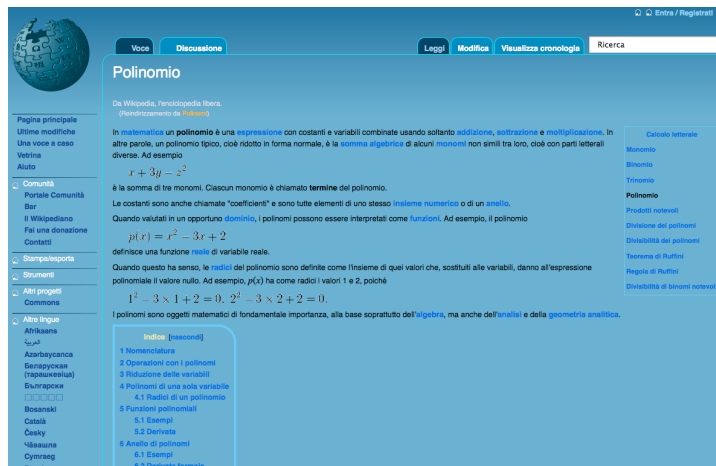 Entra / Registrati
Voce
Discussione
Leggi
Modifica
Visualizza cronologia
Ricerca
Polinomio
Da Wikipedia, l'enciclopedia libera.
(Reindirizzamento da Polinomi)
Pagina principale
Ultime modifiche
Una voce a caso
Vetrina
Aiuto
Comunità
Portale Comunità
Bar
Il Wikipediano
Fai una donazione
Contatti
Stampa/esporta
Strumenti
Altri progetti
Commons
Altre lingue
Afrikaans
العربية
Azərbaycanca
Беларуская
(тарашкевіца)
Български
Bosanski
Català
Česky
Чӑвашла
Cymraeg
In matematica un polinomio è una espressione con costanti e variabili combinate usando soltanto addizione, sottrazione e moltiplicazione. In
altre parole, un polinomio tipico, cioè ridotto in forma normale, è la somma algebrica di alcuni monomi non simili tra loro, cioè con parti letterali
diverse. Ad esempio
x + 3y − z²
è la somma di tre monomi. Ciascun monomio è chiamato termine del polinomio.
Le costanti sono anche chiamate "coefficienti" e sono tutte elementi di uno stesso insieme numerico o di un anello.
Quando valutati in un opportuno dominio, i polinomi possono essere interpretati come funzioni. Ad esempio, il polinomio
p(x) = x² − 3x + 2
definisce una funzione reale di variabile reale.
Quando questo ha senso, le radici del polinomio sono definite come l'insieme di quei valori che, sostituiti alle variabili, danno all'espressione
polinomiale il valore nullo. Ad esempio, p(x) ha come radici i valori 1 e 2, poiché
1² − 3 × 1 + 2 = 0, 2² − 3 × 2 + 2 = 0.
I polinomi sono oggetti matematici di fondamentale importanza, alla base soprattutto dell'algebra, ma anche dell'analisi e della geometria analitica.
Indice [nascondi]
1 Nomenclatura
2 Operazioni con i polinomi
3 Riduzione delle variabili
4 Polinomi di una sola variabile
4.1 Radici di un polinomio
5 Funzioni polinomiali
5.1 Esempi
5.2 Derivata
6 Anello di polinomi
6.1 Esempi
6.2 Derivata formale
Calcolo letterale
Monomio
Binomio
Trinomio
Polinomio
Prodotti notevoli
Divisione dei polinomi
Divisibilità dei polinomi
Teorema di Ruffini
Regola di Ruffini
Divisibilità di binomi notevol